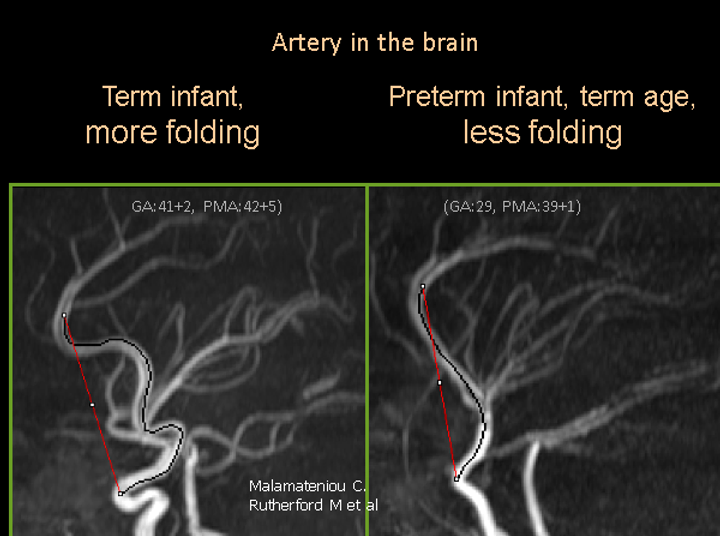 Artery in the brain
Term infant,
more folding
Preterm infant, term age,
less folding
GA:41+2, PMA:42+5)
(GA:29, PMA:39+1)
Malamateniou C.
Rutherford M et al